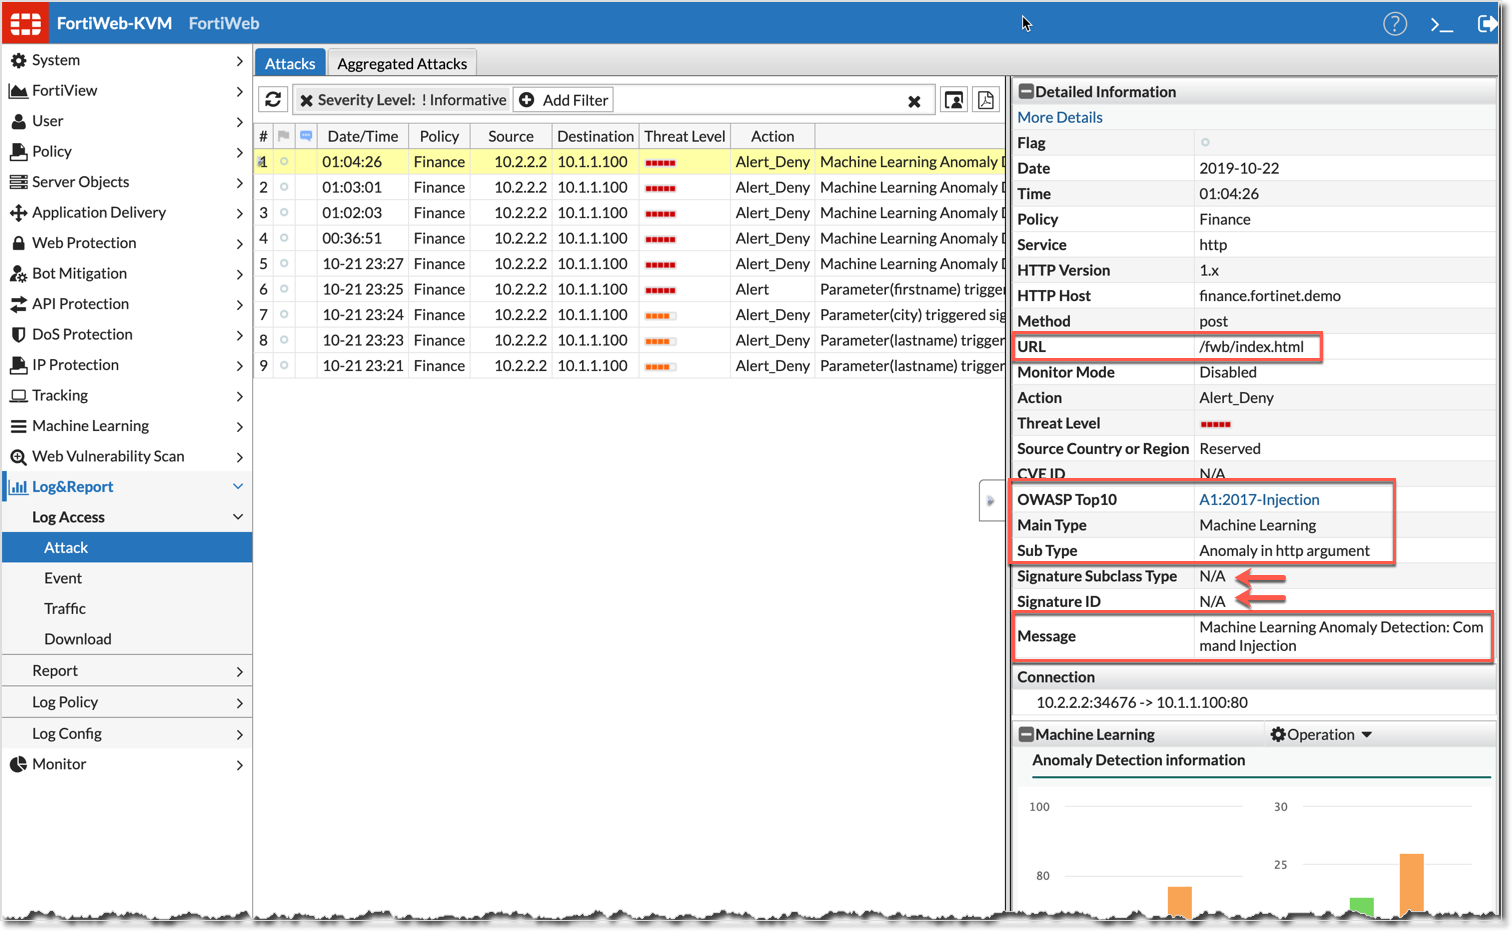 FortiWeb-KVM FortiWeb
System
FortiView
User
Policy
Server Objects
Application Delivery
Web Protection
Bot Mitigation
API Protection
DoS Protection
IP Protection
Tracking
Machine Learning
Web Vulnerability Scan
Log&Report
Log Access
Attack
Event
Traffic
Download
Report
Log Policy
Log Config
Monitor
Attacks Aggregated Attacks
Severity Level: ! Informative Add Filter
# Date/Time Policy Source Destination Threat Level Action
1 01:04:26 Finance 10.2.2.2 10.1.1.100 Alert_Deny Machine Learning Anomaly D
2 01:03:01 Finance 10.2.2.2 10.1.1.100 Alert_Deny Machine Learning Anomaly D
3 01:02:03 Finance 10.2.2.2 10.1.1.100 Alert_Deny Machine Learning Anomaly D
4 00:36:51 Finance 10.2.2.2 10.1.1.100 Alert_Deny Machine Learning Anomaly D
5 10-21 23:27 Finance 10.2.2.2 10.1.1.100 Alert_Deny Machine Learning Anomaly D
6 10-21 23:25 Finance 10.2.2.2 10.1.1.100 Alert Parameter(firstname) trigge
7 10-21 23:24 Finance 10.2.2.2 10.1.1.100 Alert_Deny Parameter(city) triggered sig
8 10-21 23:23 Finance 10.2.2.2 10.1.1.100 Alert_Deny Parameter(lastname) trigger
9 10-21 23:21 Finance 10.2.2.2 10.1.1.100 Alert_Deny Parameter(lastname) trigger
Detailed Information
More Details
Flag
Date 2019-10-22
Time 01:04:26
Policy Finance
Service http
HTTP Version 1.x
HTTP Host finance.fortinet.demo
Method post
URL /fwb/index.html
Monitor Mode Disabled
Action Alert_Deny
Threat Level
Source Country or Region Reserved
CVE ID N/A
OWASP Top10 A1:2017-Injection
Main Type Machine Learning
Sub Type Anomaly in http argument
Signature Subclass Type N/A
Signature ID N/A
Message Machine Learning Anomaly Detection: Com
mand Injection
Connection
10.2.2.2:34676 -> 10.1.1.100:80
Machine Learning Operation
Anomaly Detection information
100 30
25
80